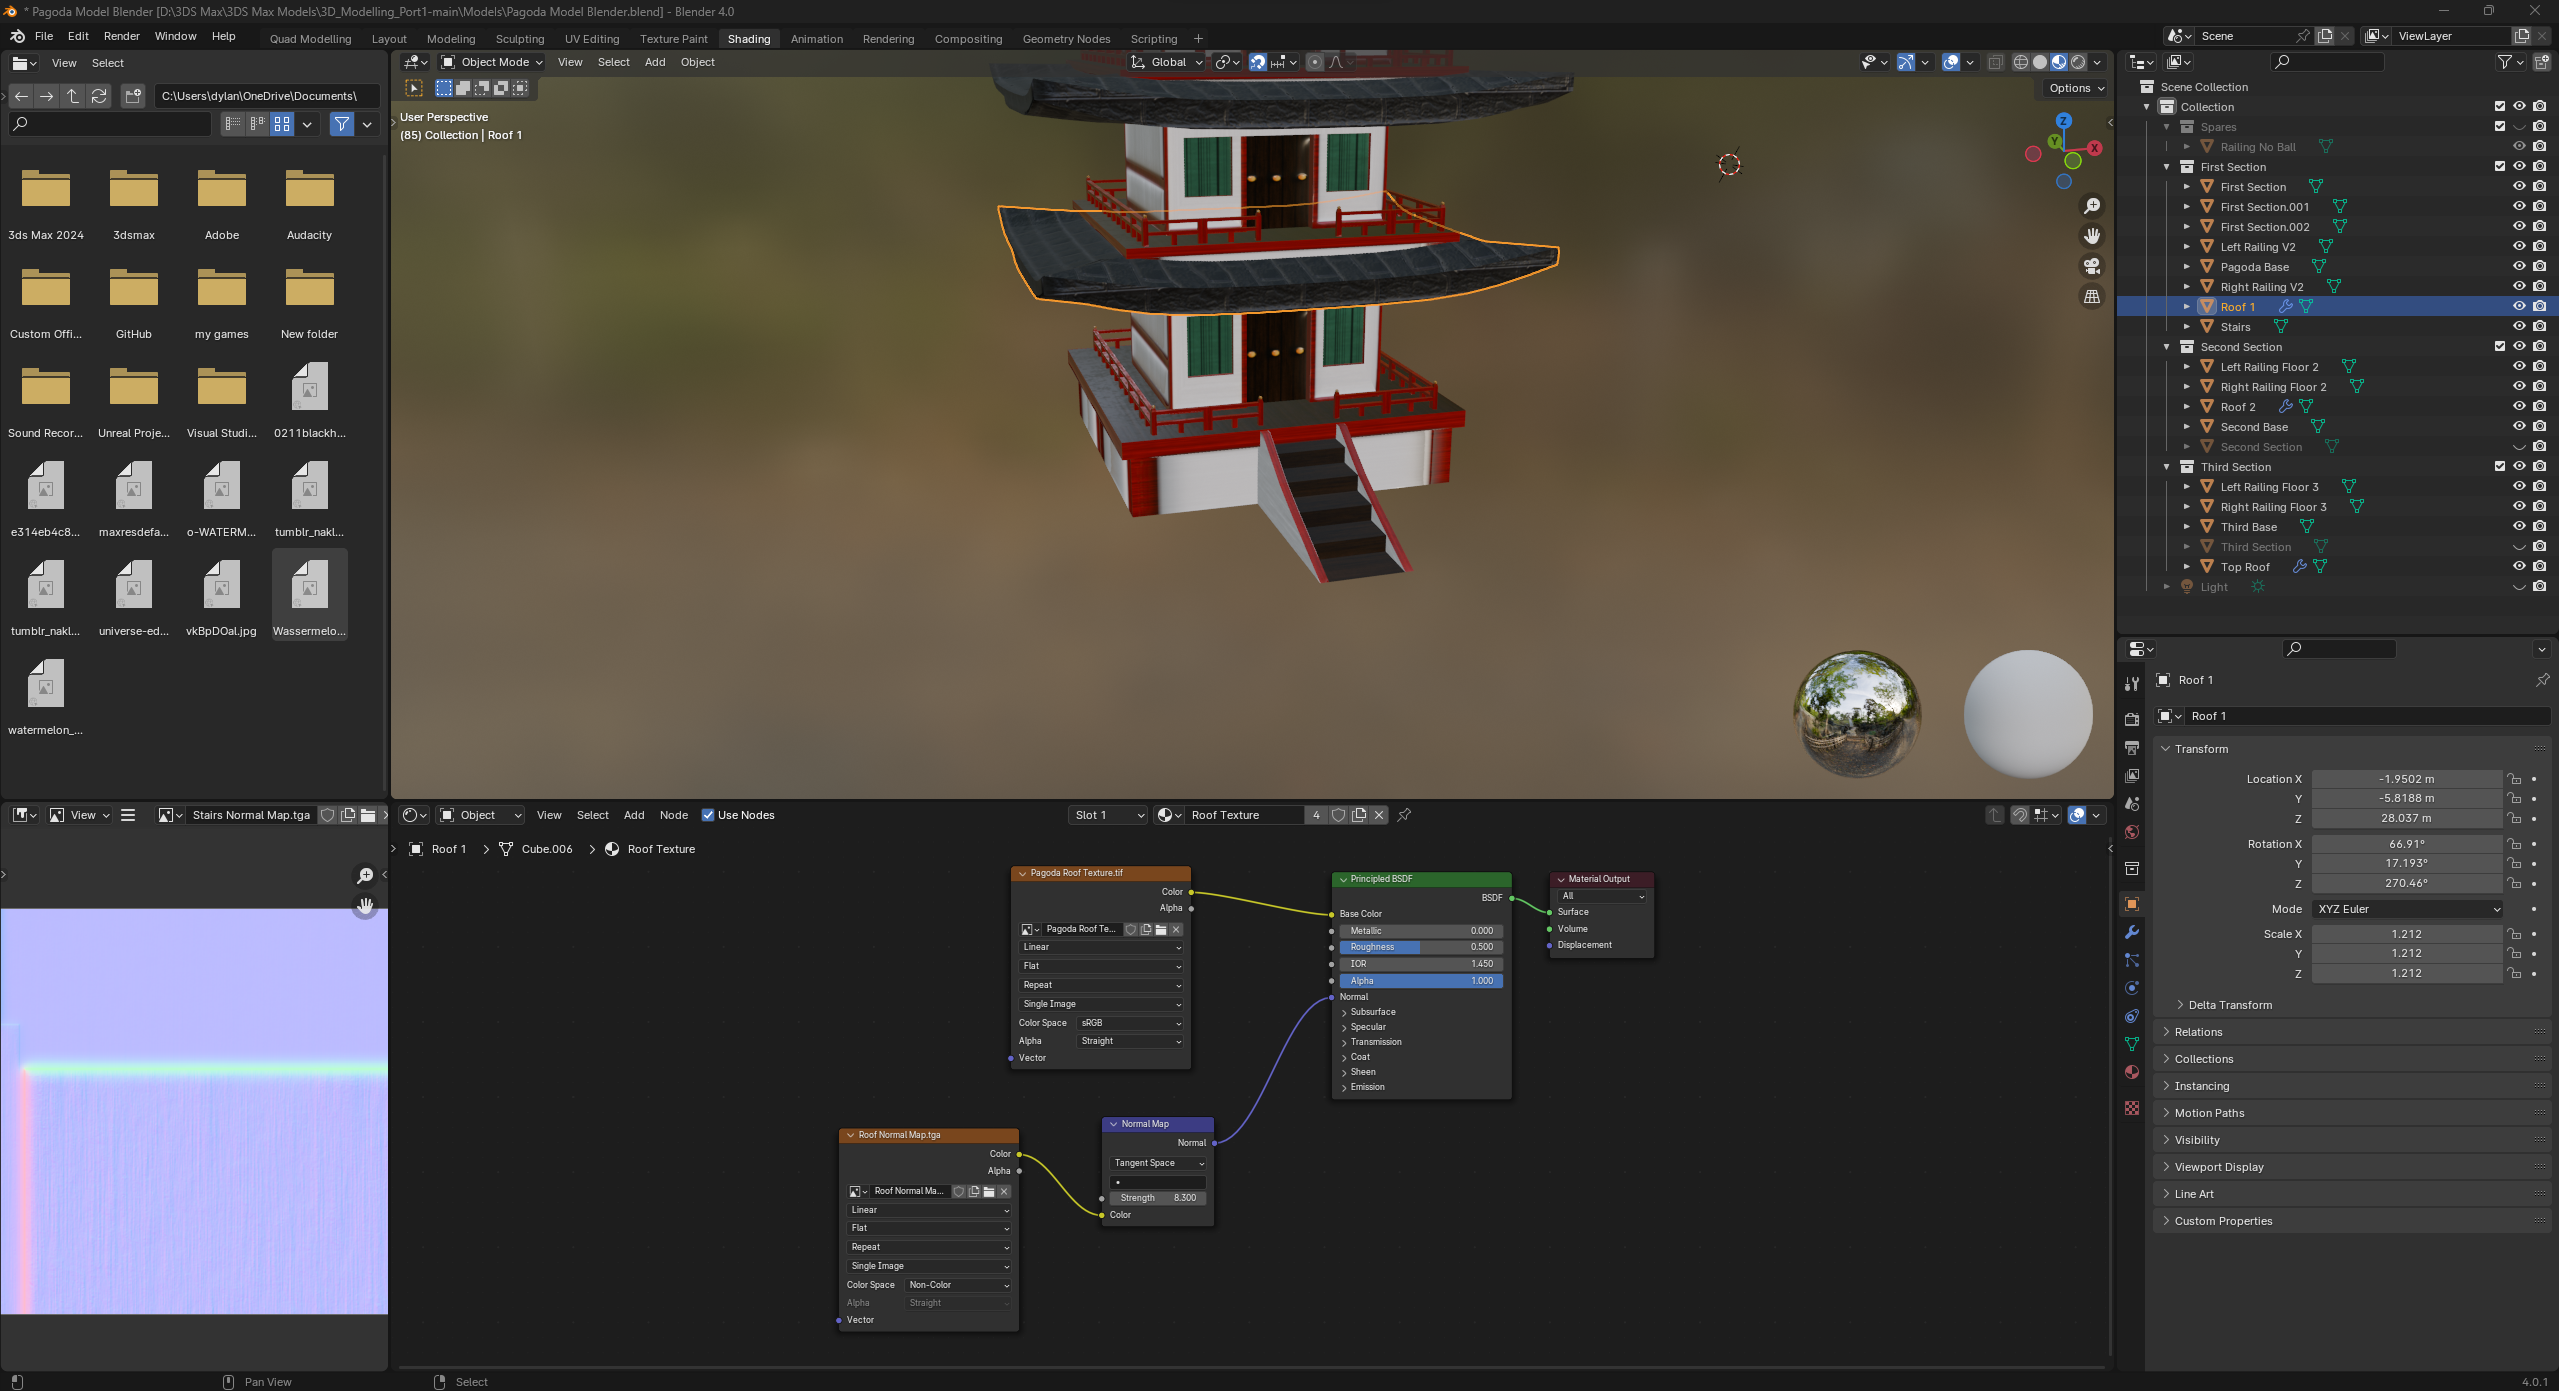 * Pagoda Model Blender [D:\3DS Max\3DS Max Models\3D_Modelling_Port1-main\Models\Pagoda Model Blender.blend] - Blender 4.0
File Edit Render Window Help
Quad Modelling Layout Modeling Sculpting UV Editing Texture Paint Shading Animation Rendering Compositing Geometry Nodes Scripting +
Scene
ViewLayer
View Select
C:\Users\dylan\OneDrive\Documents\
3ds Max 2024 3dsmax Adobe Audacity
Custom Offi... GitHub my games New folder
Sound Recor... Unreal Proje... Visual Studi... 0211blackh...
e314eb4c8... maxresdefa... o-WATERM... tumblr_nakl...
tumblr_nakl... universe-ed... vkBpDOal.jpg Wassermelo...
watermelon_...
Object Mode View Select Add Object
Global
Options
User Perspective
(85) Collection | Roof 1
Z
Y
X
Scene Collection
Collection
Spares
Railing No Ball
First Section
First Section
First Section.001
First Section.002
Left Railing V2
Pagoda Base
Right Railing V2
Roof 1
Stairs
Second Section
Left Railing Floor 2
Right Railing Floor 2
Roof 2
Second Base
Second Section
Third Section
Left Railing Floor 3
Right Railing Floor 3
Third Base
Third Section
Top Roof
Light
View
Stairs Normal Map.tga
Object View Select Add Node Use Nodes
Slot 1
Roof Texture 4
Roof 1 > Cube.006 > Roof Texture
Pagoda Roof Texture.tif
Color
Alpha
Pagoda Roof Te...
Linear
Flat
Repeat
Single Image
Color Space sRGB
Alpha Straight
Vector
Principled BSDF
BSDF
Base Color
Metallic 0.000
Roughness 0.500
IOR 1.450
Alpha 1.000
Normal
Subsurface
Specular
Transmission
Coat
Sheen
Emission
Material Output
All
Surface
Volume
Displacement
Roof Normal Map.tga
Color
Alpha
Roof Normal Ma...
Linear
Flat
Repeat
Single Image
Color Space Non-Color
Alpha Straight
Vector
Normal Map
Normal
Tangent Space
Strength 8.300
Color
Roof 1
Roof 1
Transform
Location X -1.9502 m
Y -5.8188 m
Z 28.037 m
Rotation X 66.91°
Y 17.193°
Z 270.46°
Mode XYZ Euler
Scale X 1.212
Y 1.212
Z 1.212
Delta Transform
Relations
Collections
Instancing
Motion Paths
Visibility
Viewport Display
Line Art
Custom Properties
Pan View
Select
4.0.1